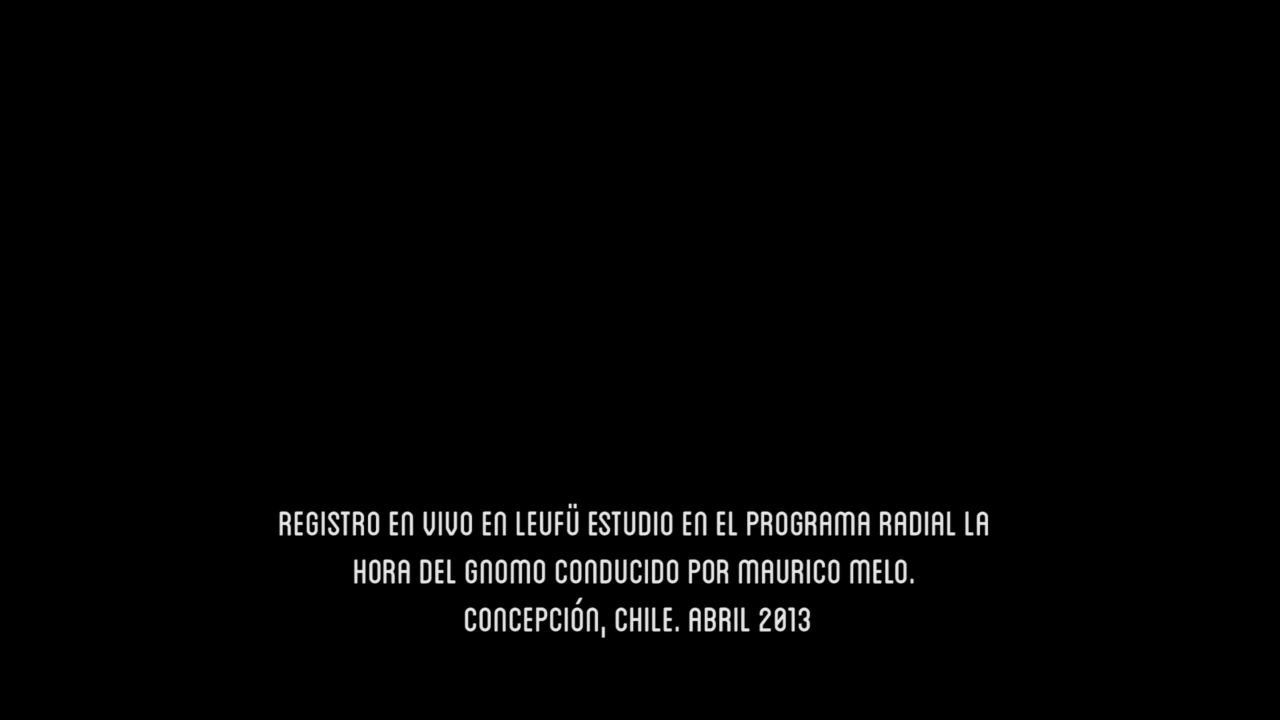 REGISTRO EN VIVO EN LEUFÜ ESTUDIO EN EL PROGRAMA RADIAL LA
HORA DEL GNOMO CONDUCIDO POR MAURICO MELO.
CONCEPCIÓN, CHILE. ABRIL 2013